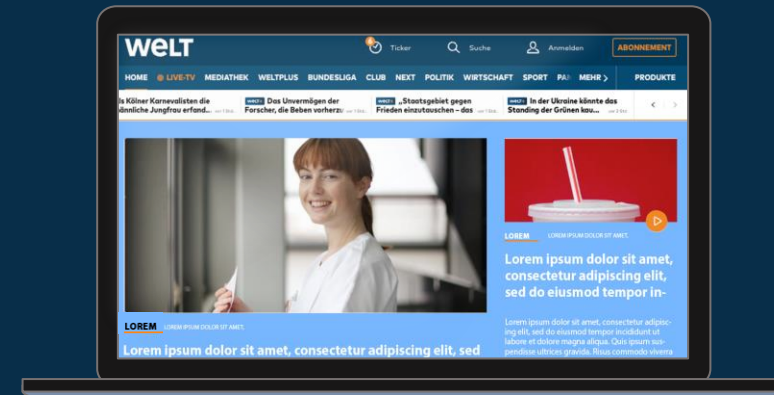 WELT
6 Ticker Suche Anmelden ABONNEMENT
HOME LIVE-TV MEDIATHEK WELTPLUS BUNDESLIGA CLUB NEXT POLITIK WIRTSCHAFT SPORT MEHR PRODUKTE
ls Kölner Karnevalisten die
männliche Jungfrau erfand...
Das Unvermögen der
Forscher, die Beben vorherzu
„Staatsgebiet gegen
Frieden einzutauschen – das
In der Ukraine könnte das
Standing der Grünen kau...
LOREM LOREM IPSUM DOLOR SIT AMET.
Lorem ipsum dolor sit amet, consectetur adipiscing elit, sed
LOREM LOREM IPSUM DOLOR SIT AMET.
Lorem ipsum dolor sit amet,
consectetur adipiscing elit,
sed do eiusmod tempor in-
Lorem ipsum dolor sit amet, consectetur adipisc-
ing elit, sed do eiusmod tempor incididunt ut
labore et dolore magna aliqua. Quis ipsum sus-
pendisse ultrices gravida. Risus commodo viverra